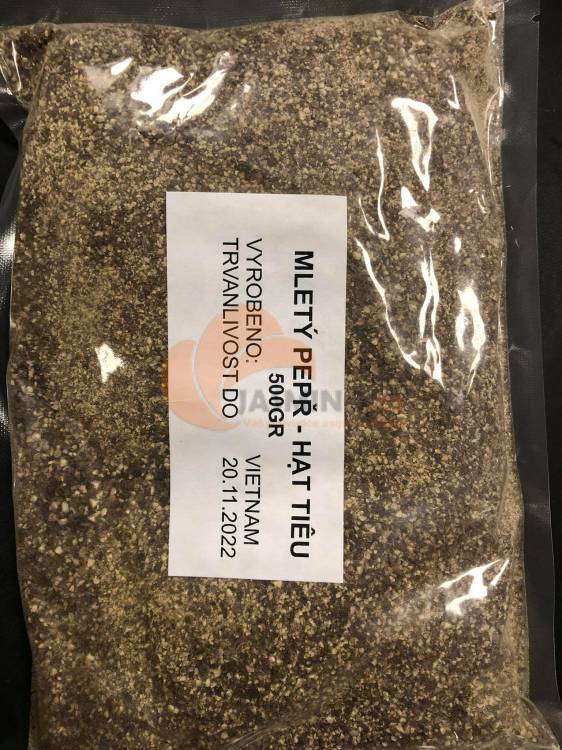 MLETÝ PEPŘ - HẠT TIÊU
500GR
VYROBENO: VIETNAM
TRVANLIVOST DO 20.11.2022